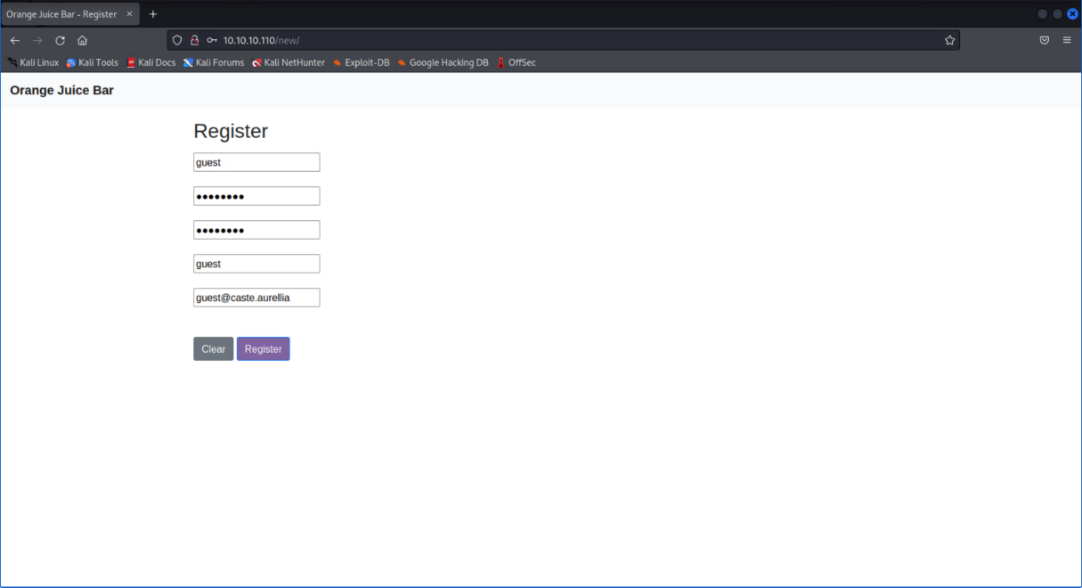 Orange Juice Bar - Register
10.10.10.110/new/
Kali Linux Kali Tools Kali Docs Kali Forums Kali NetHunter Exploit-DB Google Hacking DB OffSec
Orange Juice Bar
Register
guest
••••••••
••••••••
guest
guest@caste.aurellia
Clear Register